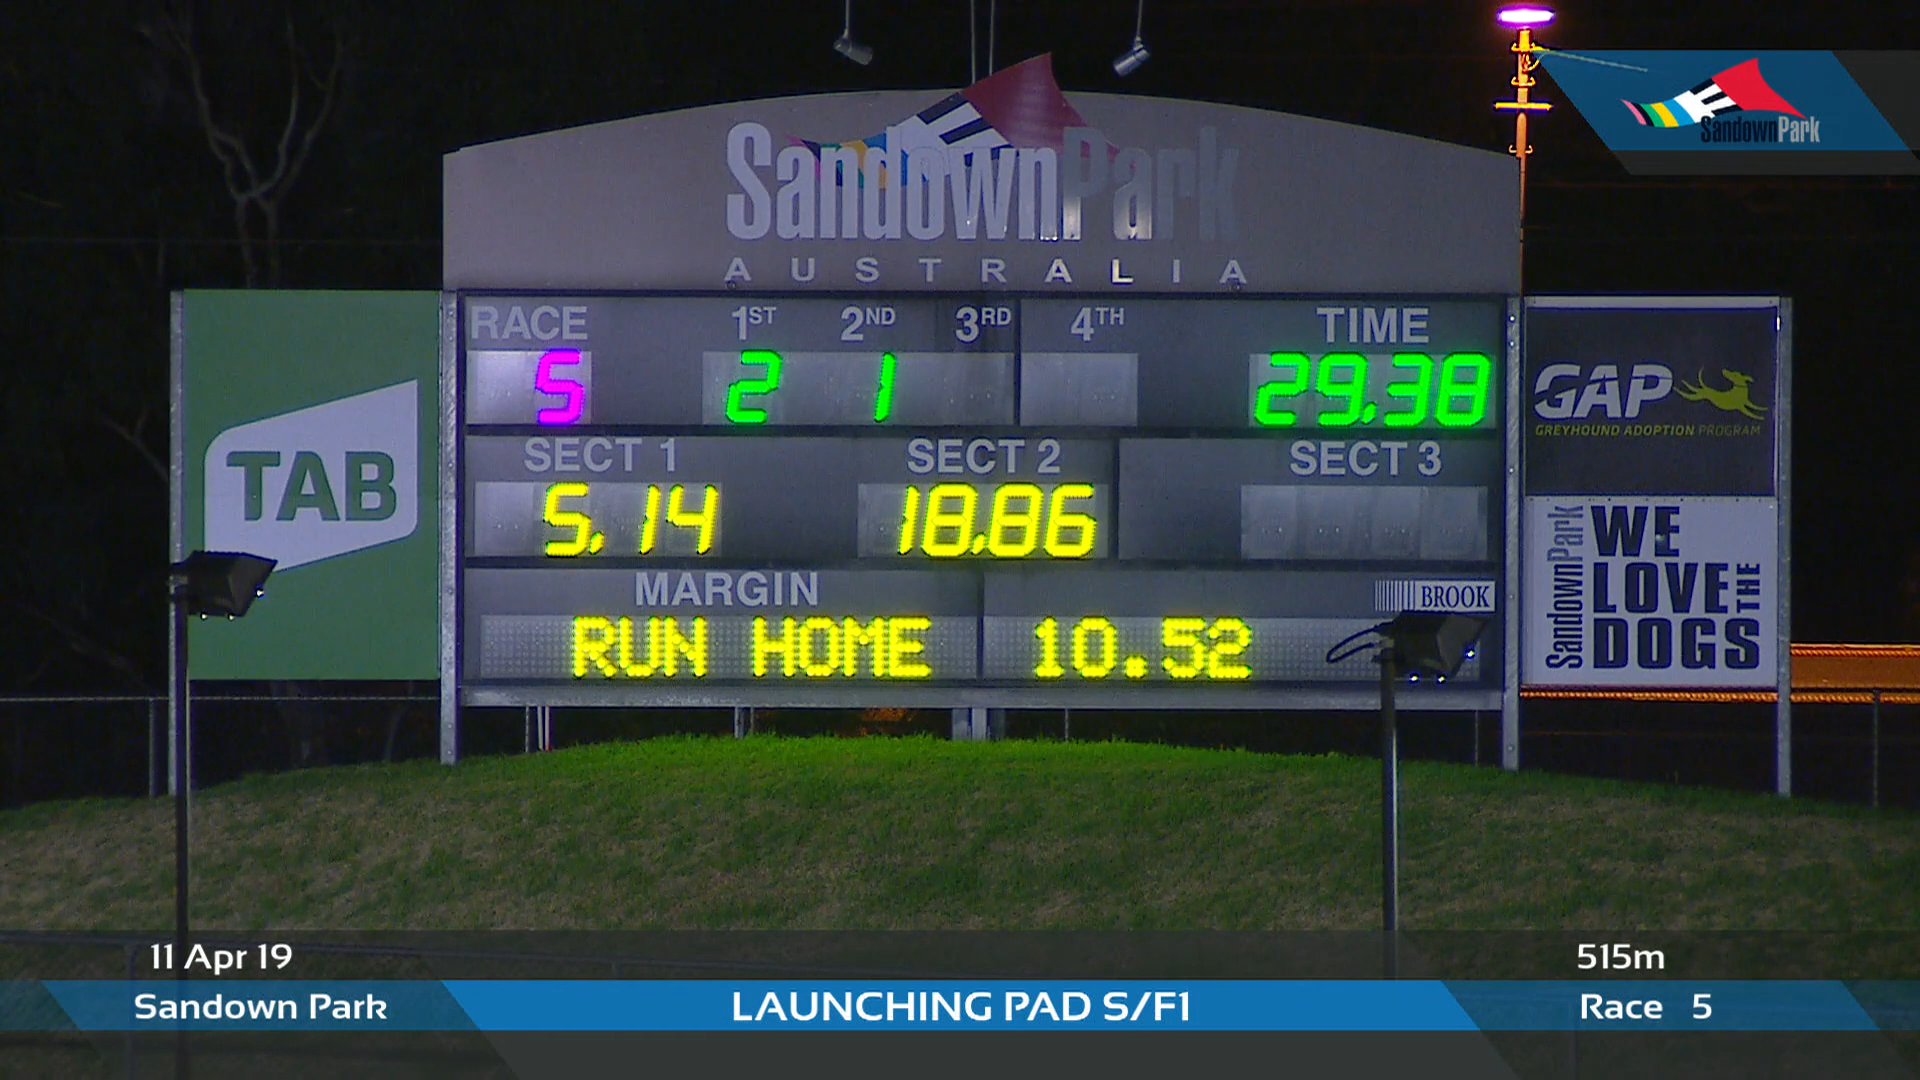 SandownPark
SandownPark
AUSTRALIA
RACE 1ST 2ND 3RD 4TH TIME
5 2 1 29.38
SECT 1 SECT 2 SECT 3
5.14 18.86
MARGIN
BROOK
RUN HOME 10.52
TAB
GAP
GREYHOUND ADOPTION PROGRAM
SandownPark
WE
LOVE THE
DOGS
11 Apr 19 515m
Sandown Park LAUNCHING PAD S/F1 Race 5